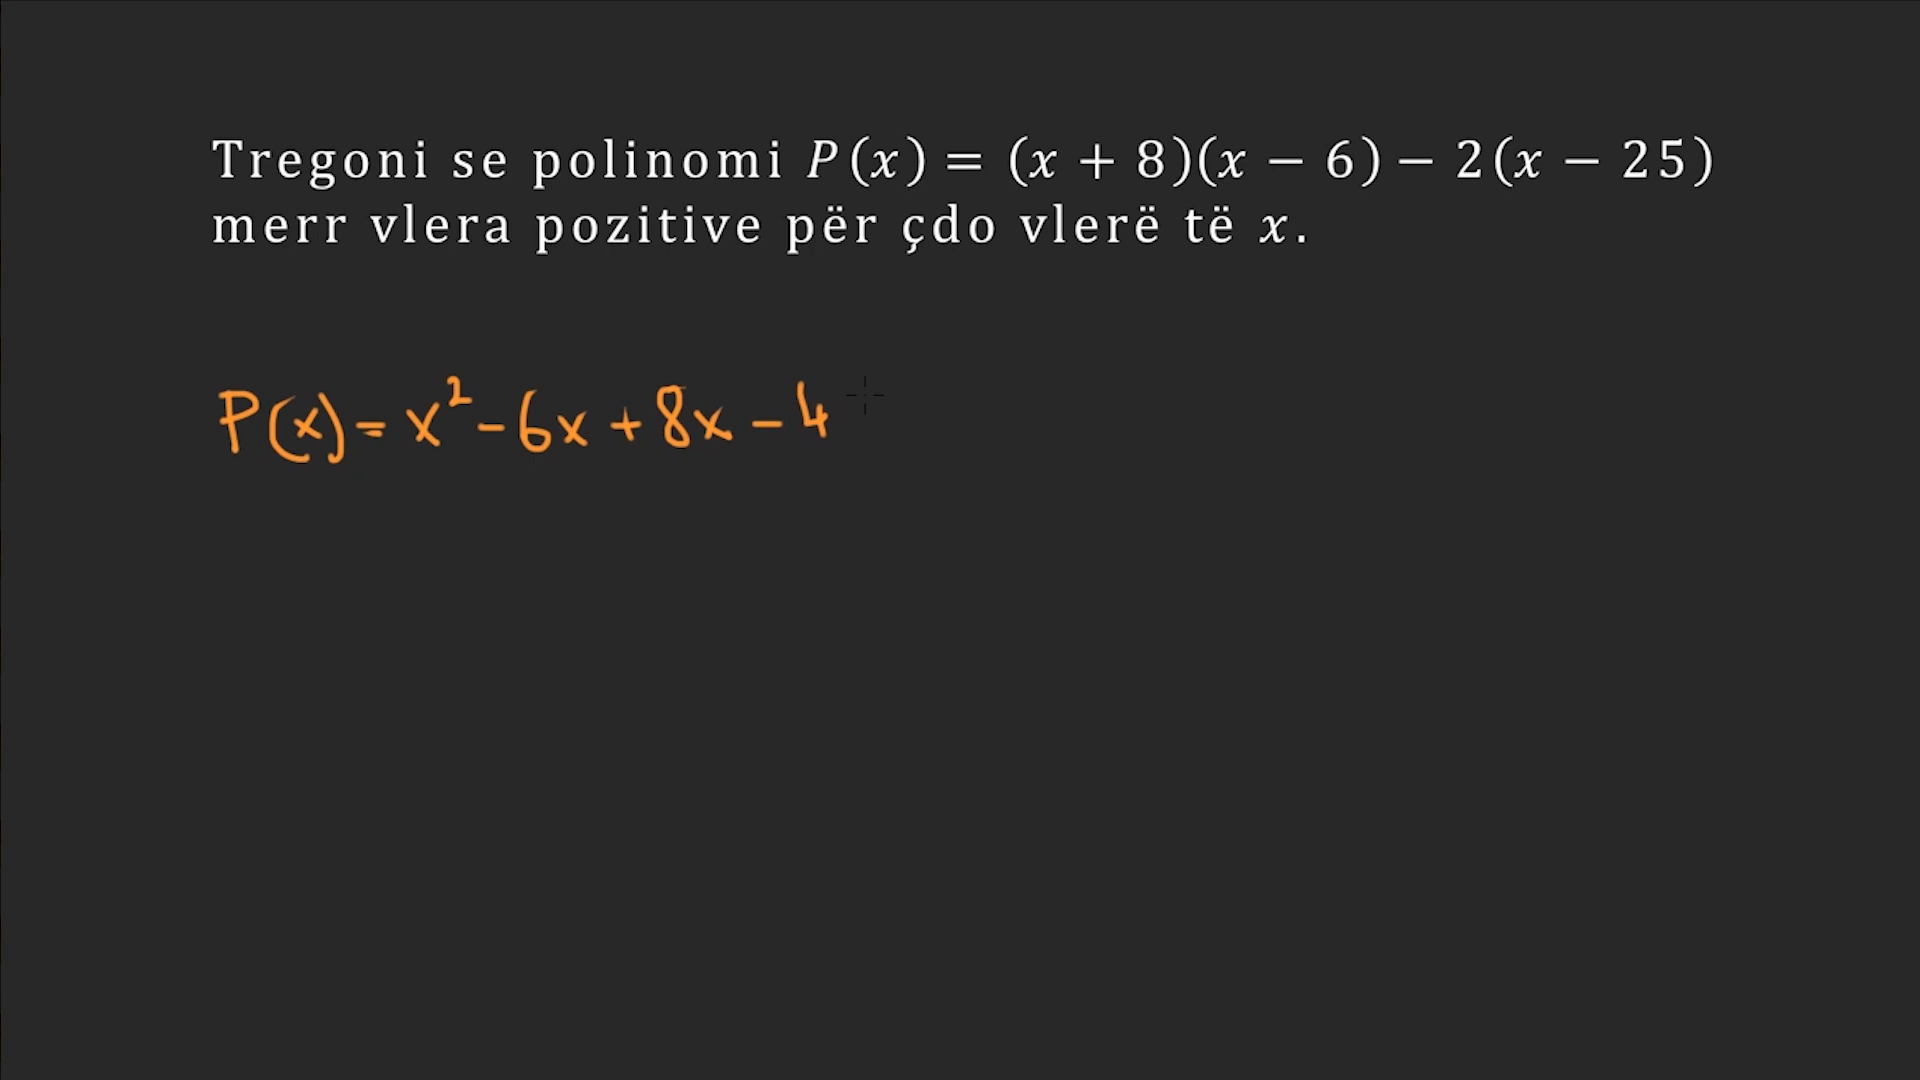 Tregoni se polinomi P(x) = (x + 8)(x − 6) − 2(x − 25)
merr vlera pozitive për çdo vlerë të x.
P(x) = x² − 6x + 8x − 4